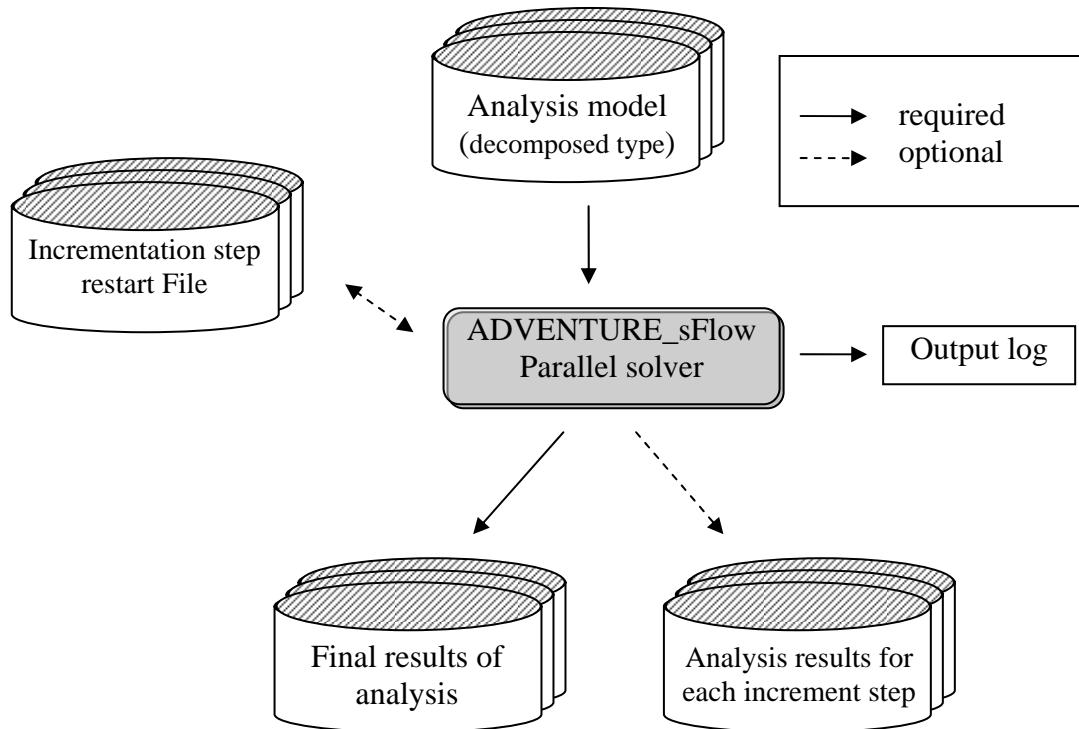 Analysis model
(decomposed type)
required
optional
Incrementation step
restart File
ADVENTURE_sFlow
Parallel solver
Output log
Final results of
analysis
Analysis results for
each increment step